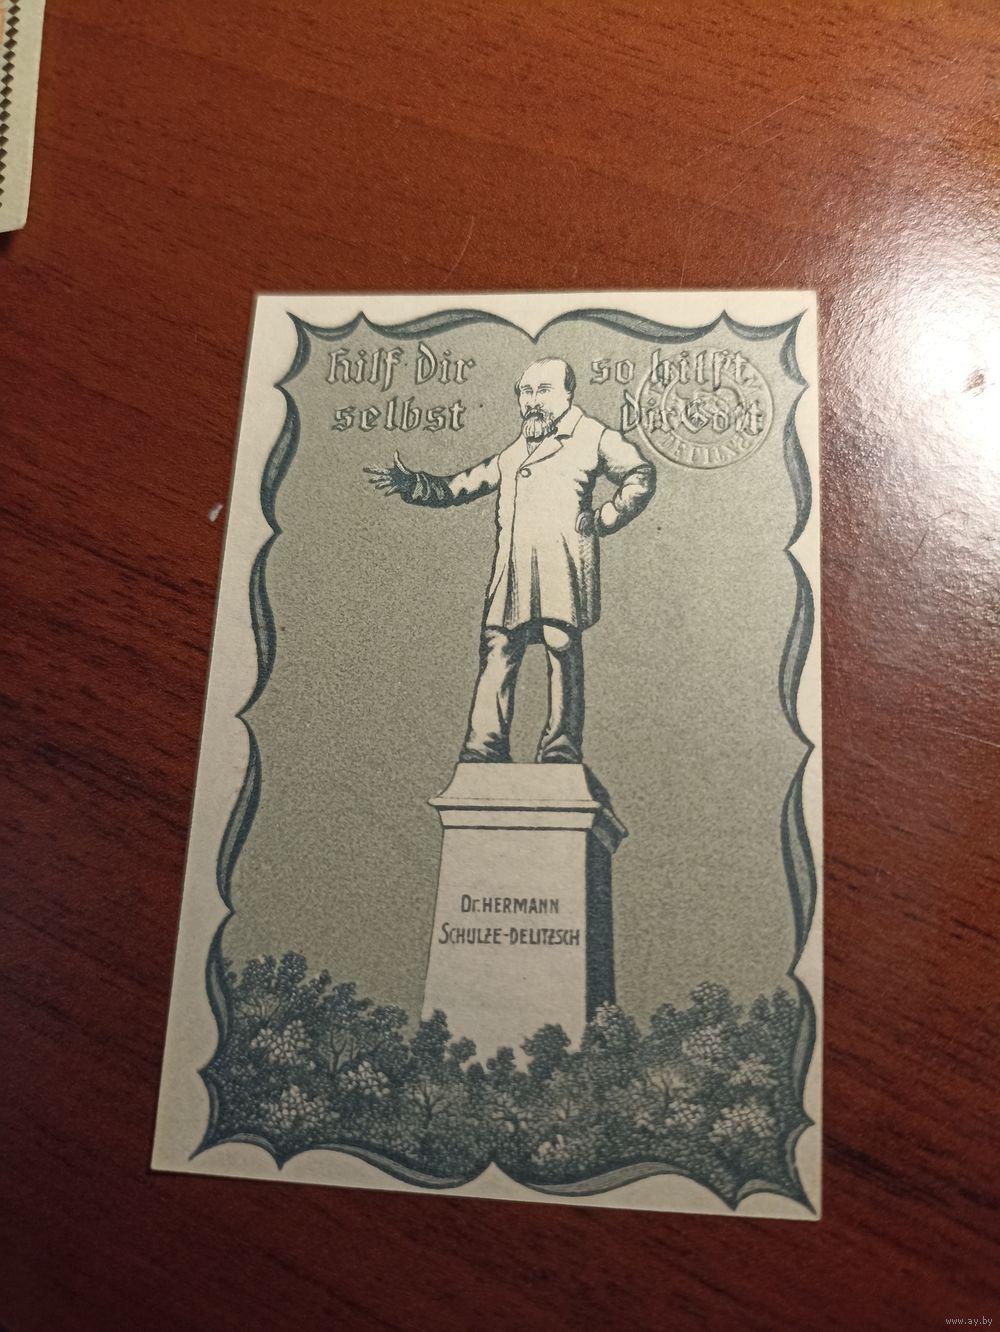 hilf Dir so hilft
selbst Dir Gott
Dr. HERMANN
SCHULZE-DELITZSCH
www.ay.by